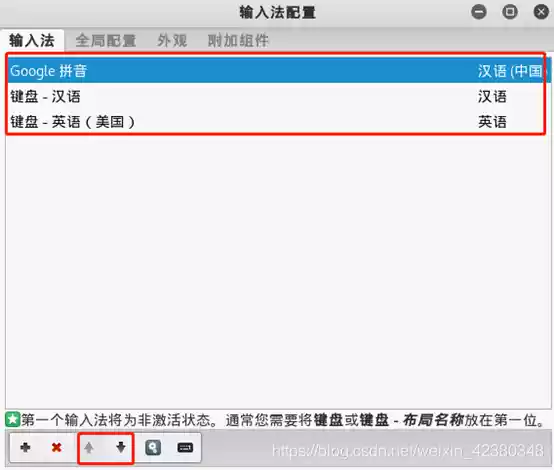 输入法配置
输入法 全局配置 外观 附加组件
Google 拼音 汉语 (中国)
键盘 - 汉语 汉语
键盘 - 英语 ( 美国 ) 英语
第一个输入法将为非激活状态。通常您需要将键盘或键盘 - 布局名称放在第一位。
https://blog.csdn.net/weixin_42380348